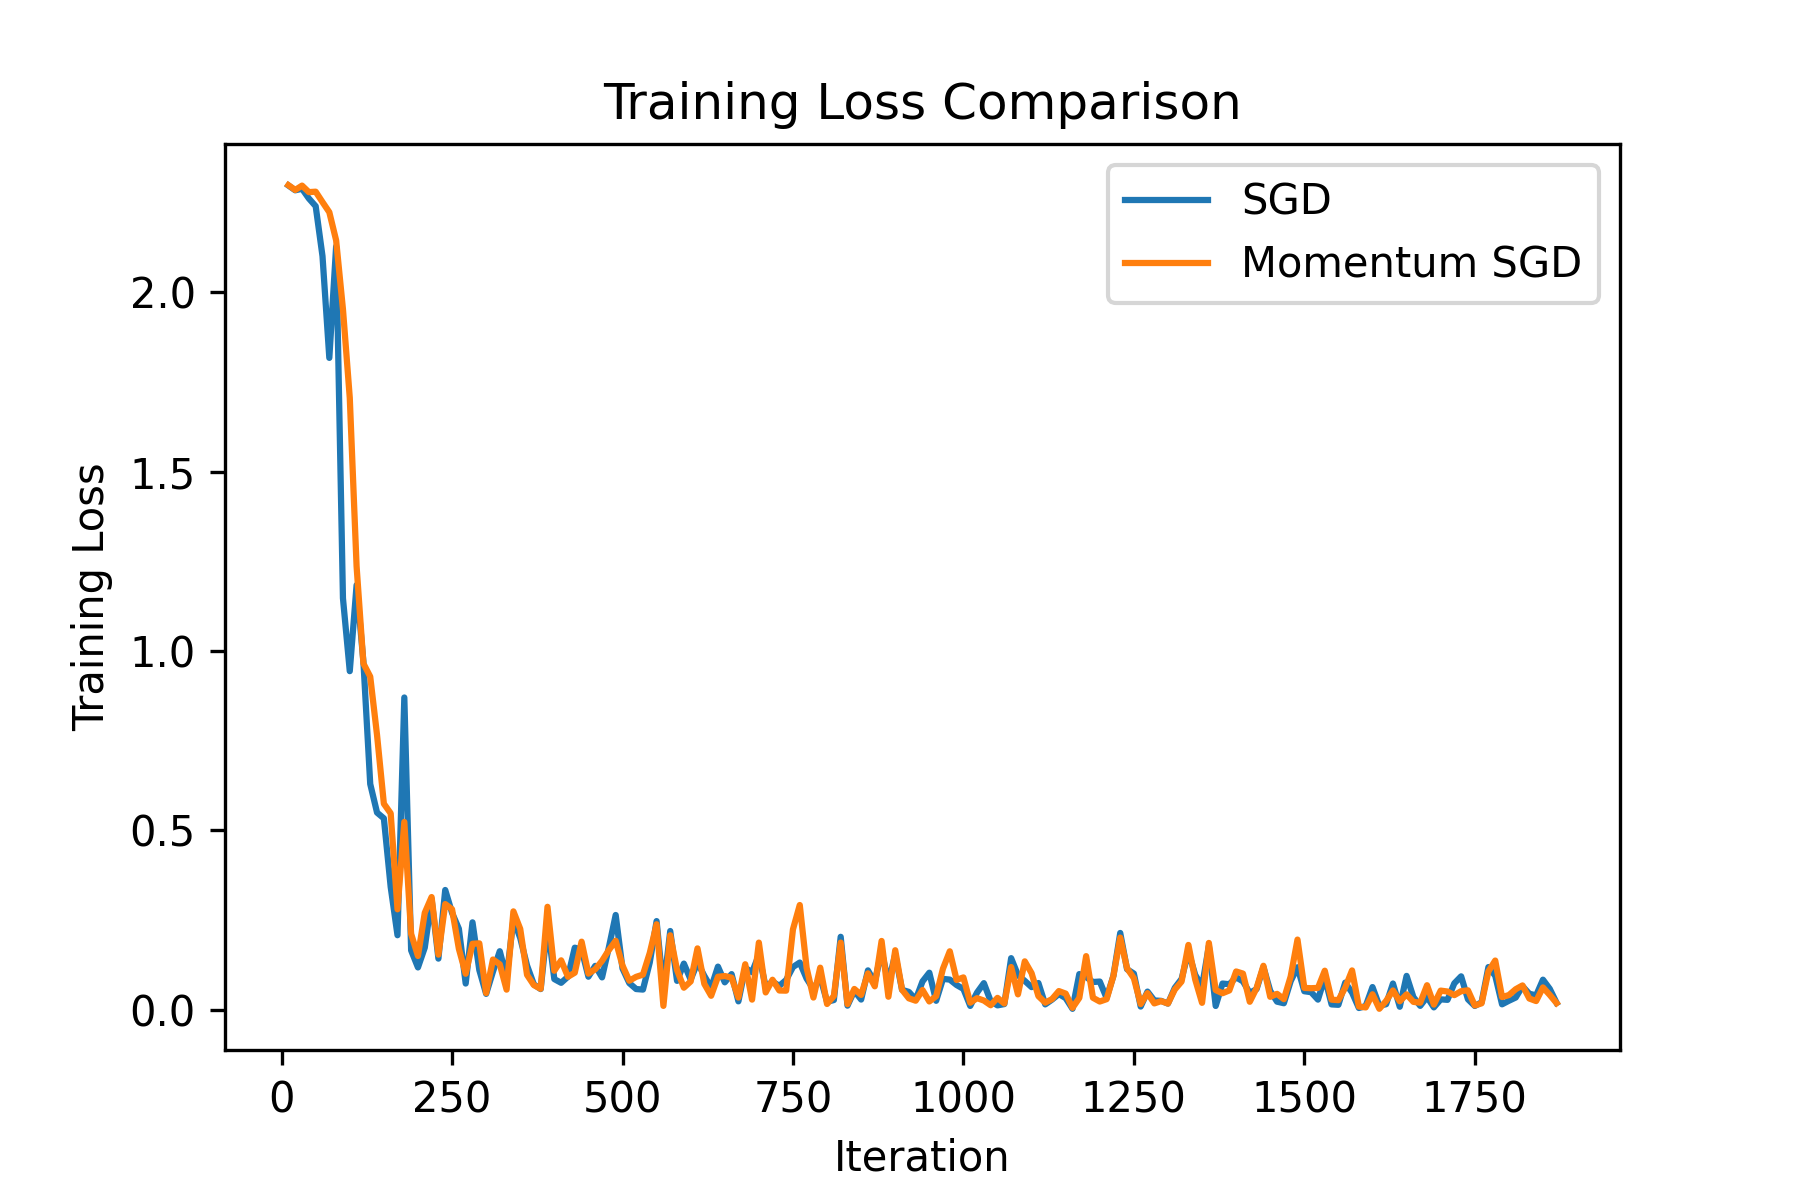 Training Loss Comparison
SGD
Momentum SGD
Training Loss
2.0
1.5
1.0
0.5
0.0
0 250 500 750 1000 1250 1500 1750
Iteration